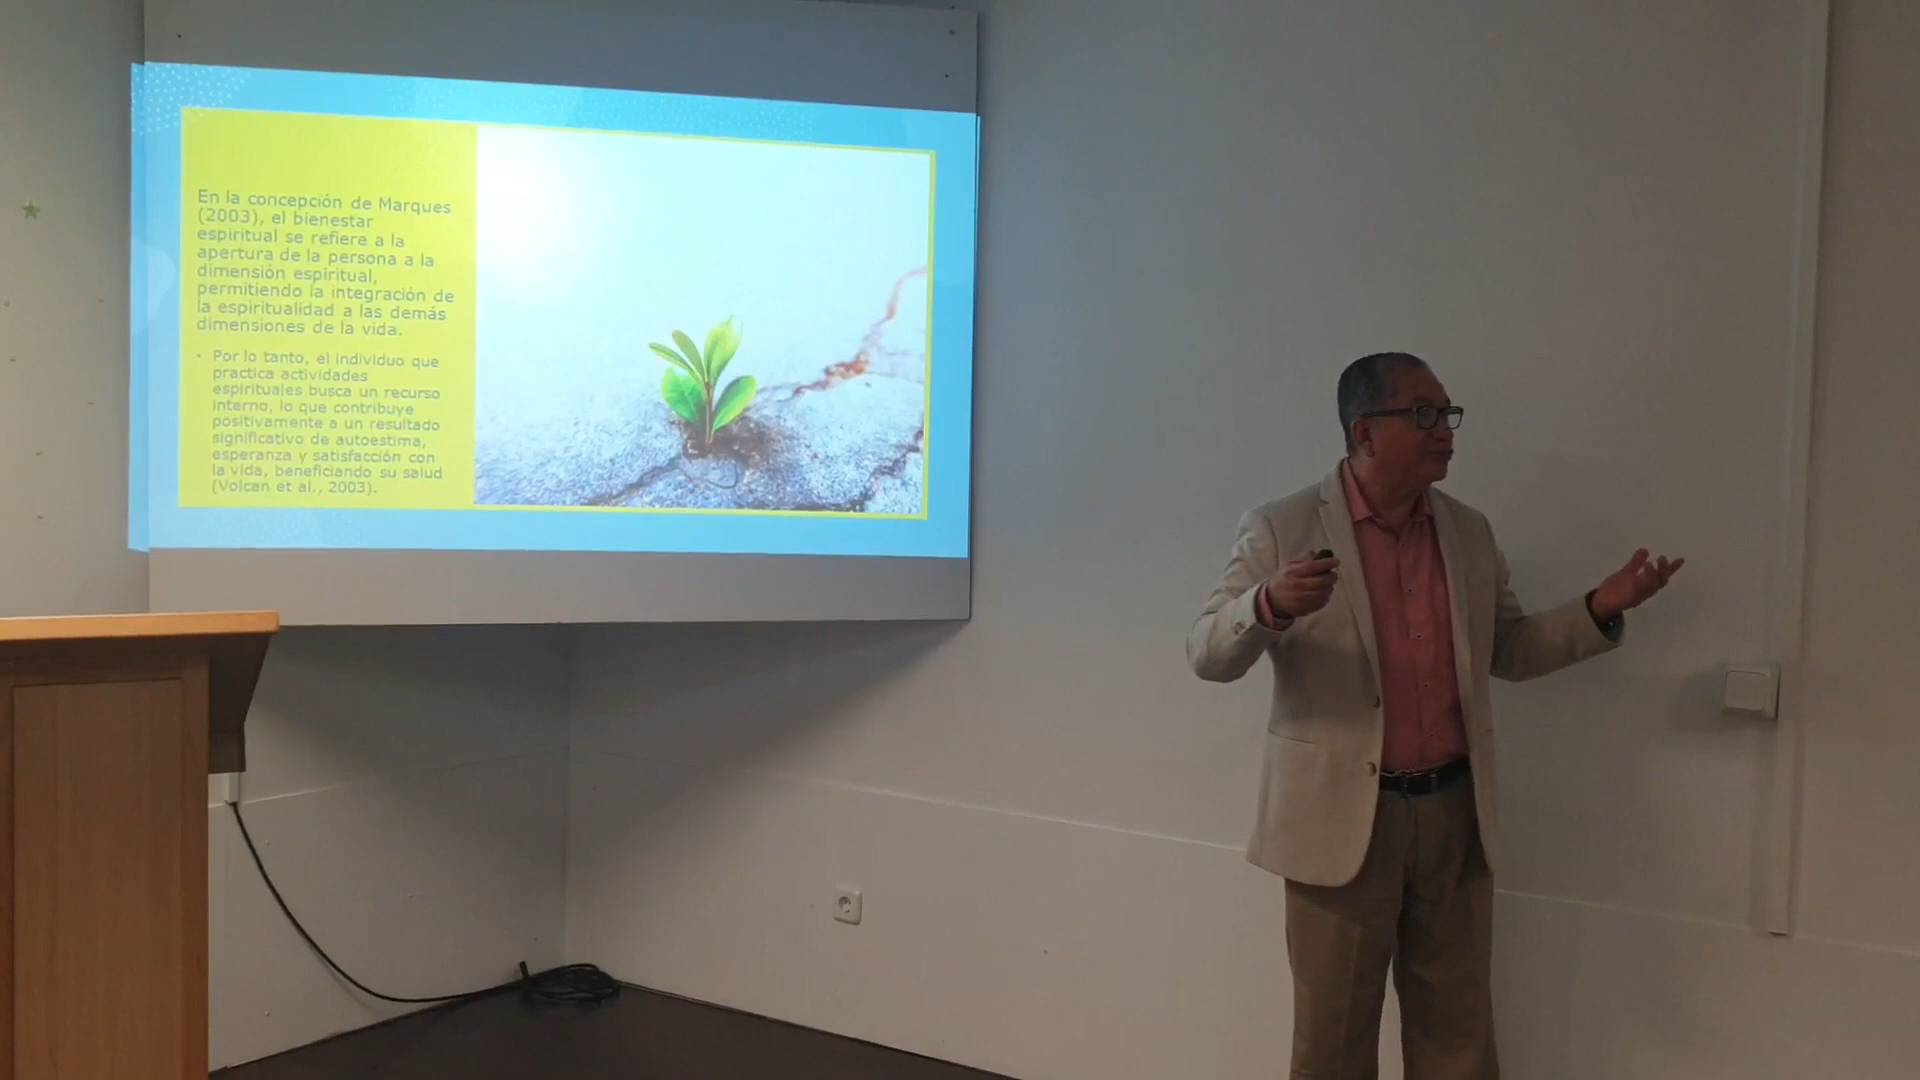 En la concepción de Marques
(2003), el bienestar
espiritual se refiere a la
apertura de la persona a la
dimensión espiritual,
permitiendo la integración de
la espiritualidad a las demás
dimensiones de la vida.
• Por lo tanto, el individuo que
practica actividades
espirituales busca un recurso
interno, lo que contribuye
positivamente a un resultado
significativo de autoestima,
esperanza y satisfacción con
la vida, beneficiando su salud
(Volcan et al., 2003).